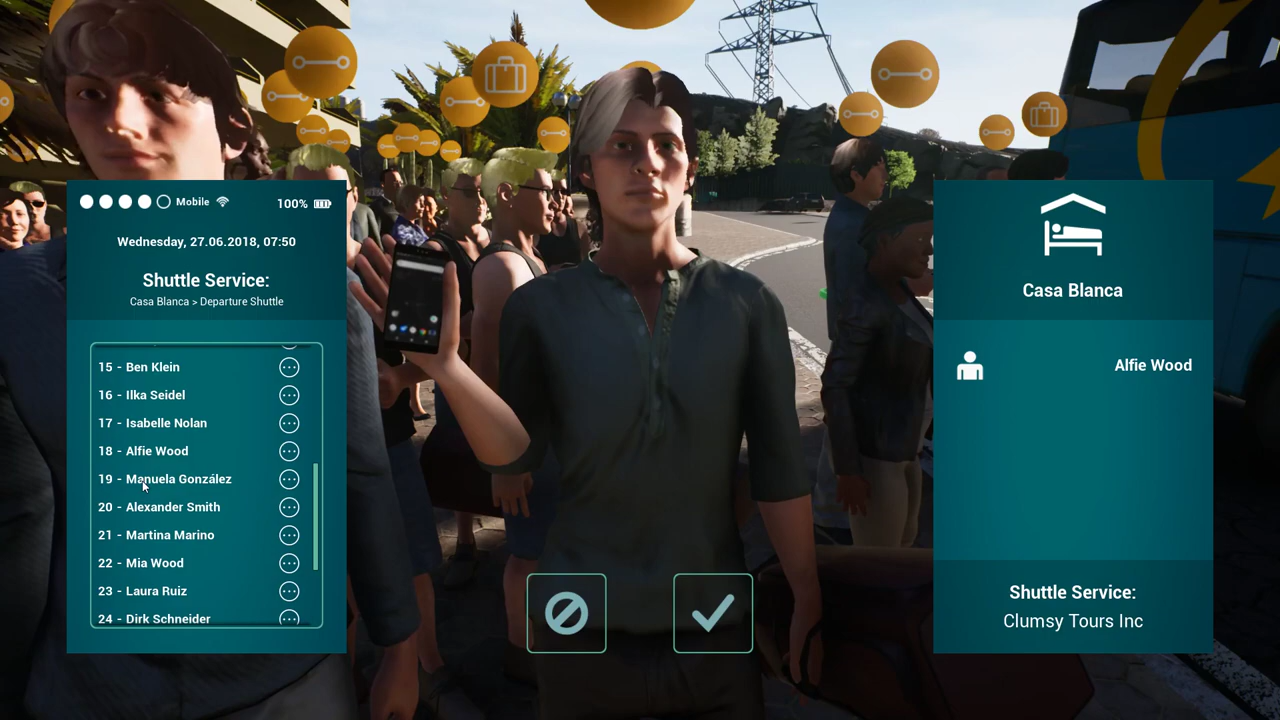 Mobile 100%
Wednesday, 27.06.2018, 07:50
Shuttle Service:
Casa Blanca > Departure Shuttle
15 - Ben Klein
16 - Ilka Seidel
17 - Isabelle Nolan
18 - Alfie Wood
19 - Manuela González
20 - Alexander Smith
21 - Martina Marino
22 - Mia Wood
23 - Laura Ruiz
24 - Dirk Schneider
Casa Blanca
Alfie Wood
Shuttle Service:
Clumsy Tours Inc